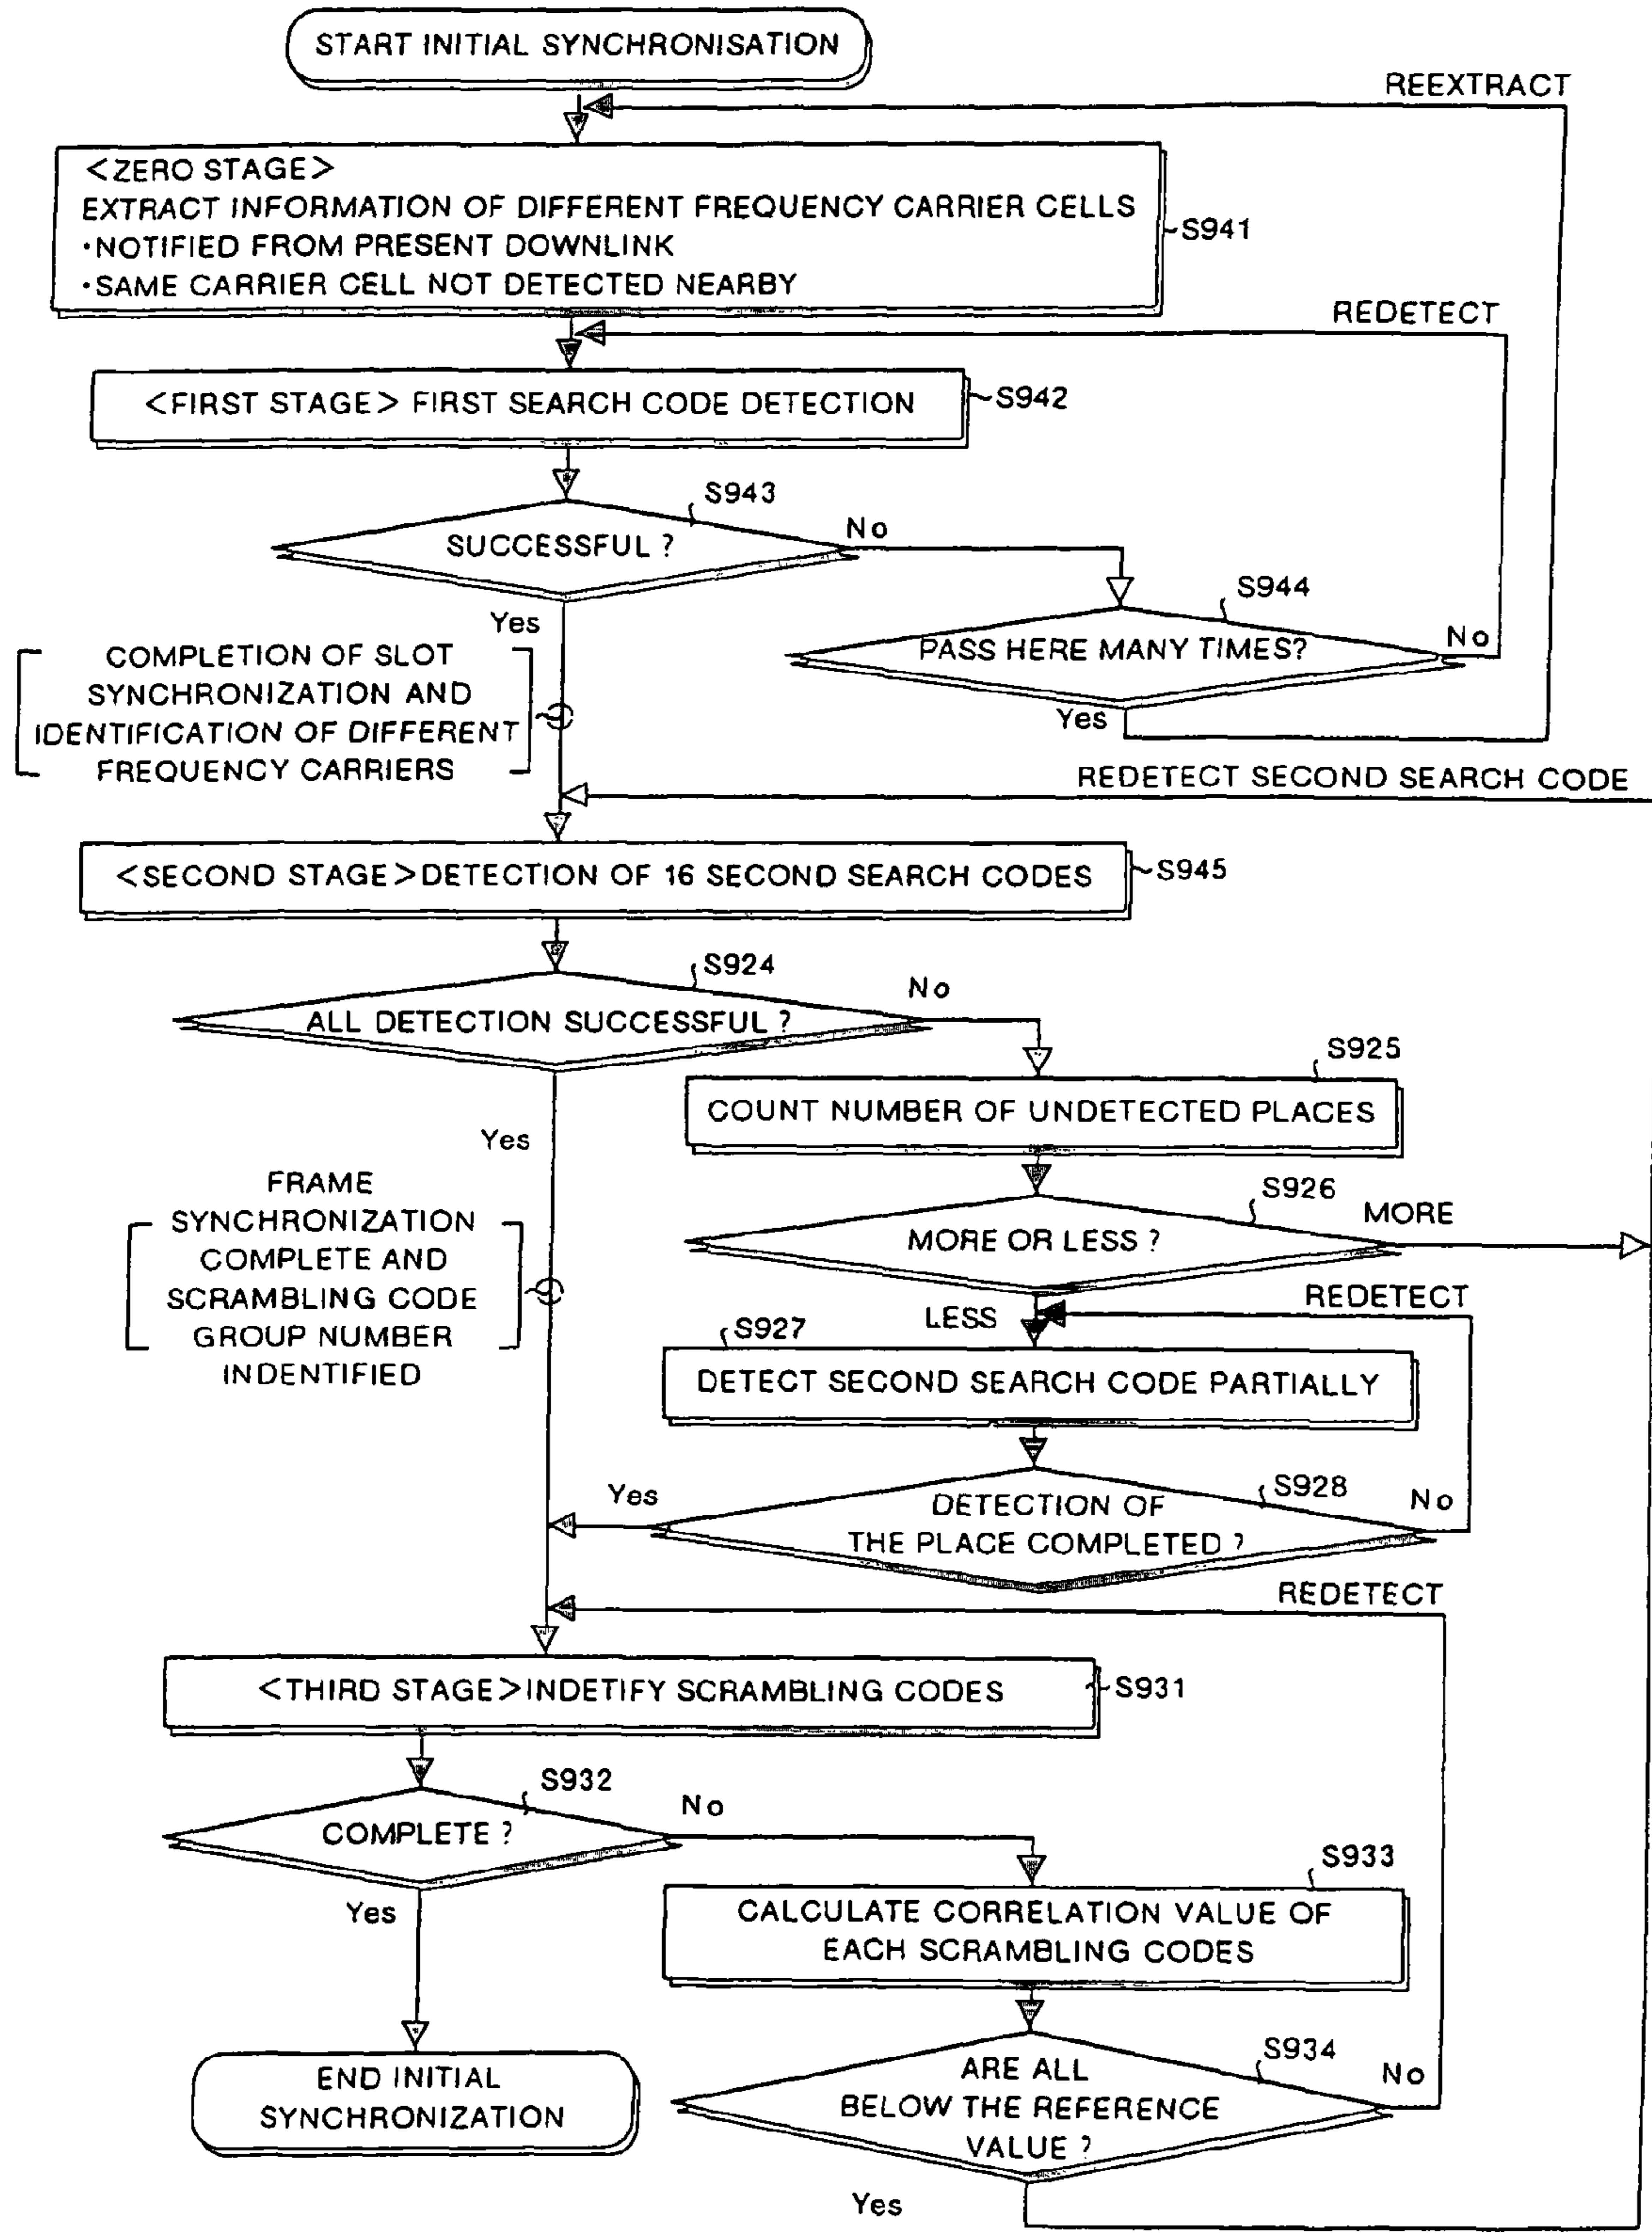 START INITIAL SYNCHRONISATION
REEXTRACT
<ZERO STAGE>
EXTRACT INFORMATION OF DIFFERENT FREQUENCY CARRIER CELLS
・NOTIFIED FROM PRESENT DOWNLINK
・SAME CARRIER CELL NOT DETECTED NEARBY
S941
REDETECT
<FIRST STAGE> FIRST SEARCH CODE DETECTION
S942
S943
SUCCESSFUL ?
No
S944
PASS HERE MANY TIMES?
No
Yes
Yes
COMPLETION OF SLOT
SYNCHRONIZATION AND
IDENTIFICATION OF DIFFERENT
FREQUENCY CARRIERS
REDETECT SECOND SEARCH CODE
<SECOND STAGE>DETECTION OF 16 SECOND SEARCH CODES
S945
S924
ALL DETECTION SUCCESSFUL ?
No
S925
COUNT NUMBER OF UNDETECTED PLACES
Yes
FRAME
SYNCHRONIZATION
COMPLETE AND
SCRAMBLING CODE
GROUP NUMBER
INDENTIFIED
S926
MORE OR LESS ?
MORE
LESS
REDETECT
S927
DETECT SECOND SEARCH CODE PARTIALLY
S928
DETECTION OF
THE PLACE COMPLETED ?
Yes
No
REDETECT
<THIRD STAGE>INDETIFY SCRAMBLING CODES
S931
S932
COMPLETE ?
No
S933
CALCULATE CORRELATION VALUE OF
EACH SCRAMBLING CODES
Yes
S934
ARE ALL
BELOW THE REFERENCE
VALUE ?
No
Yes
END INITIAL
SYNCHRONIZATION